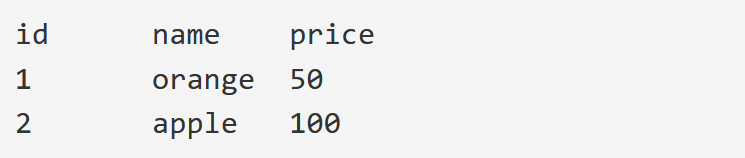 id      name    price
1       orange  50
2       apple   100